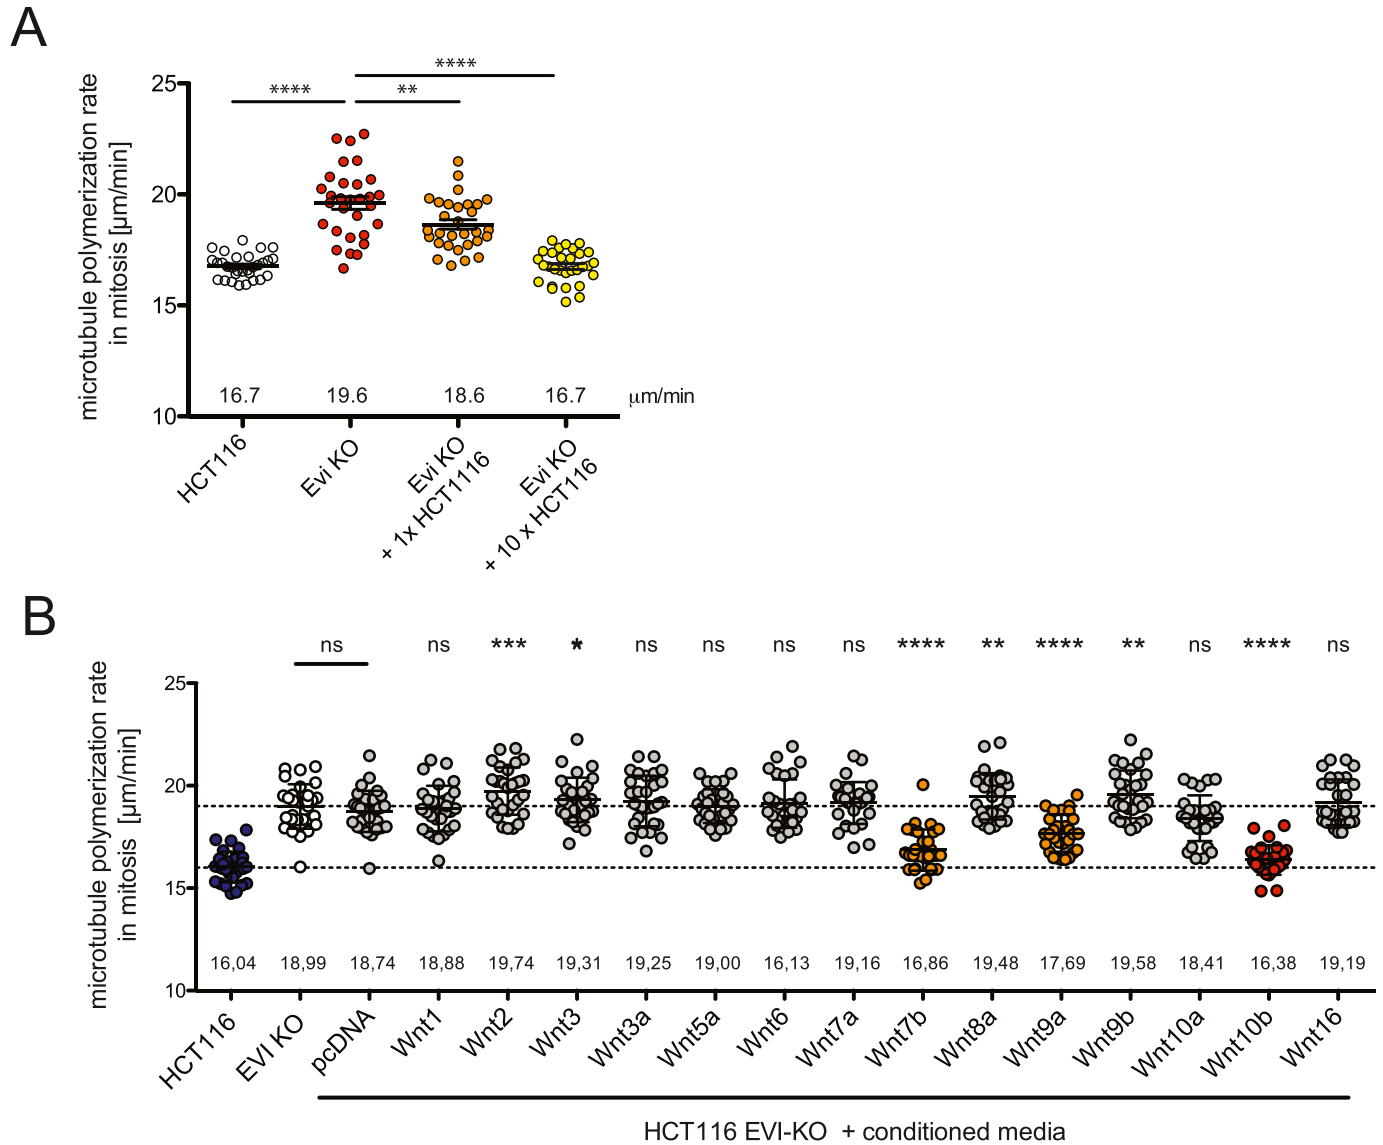 A
microtubule polymerization rate
in mitosis [µm/min]
25
20
15
10
****
**** **
16.7 19.6 18.6 16.7 µm/min
HCT116
Evi KO
Evi KO
+ 1x HCT1116
Evi KO
+ 10 x HCT116
B
microtubule polymerization rate
in mitosis [µm/min]
ns ns *** * ns ns ns ns **** ** **** ** ns **** ns
25
20
15
10
16,04 18,99 18,74 18,88 19,74 19,31 19,25 19,00 16,13 19,16 16,86 19,48 17,69 19,58 18,41 16,38 19,19
HCT116
EVI KO
pcDNA
Wnt1
Wnt2
Wnt3
Wnt3a
Wnt5a
Wnt6
Wnt7a
Wnt7b
Wnt8a
Wnt9a
Wnt9b
Wnt10a
Wnt10b
Wnt16
HCT116 EVI-KO + conditioned media